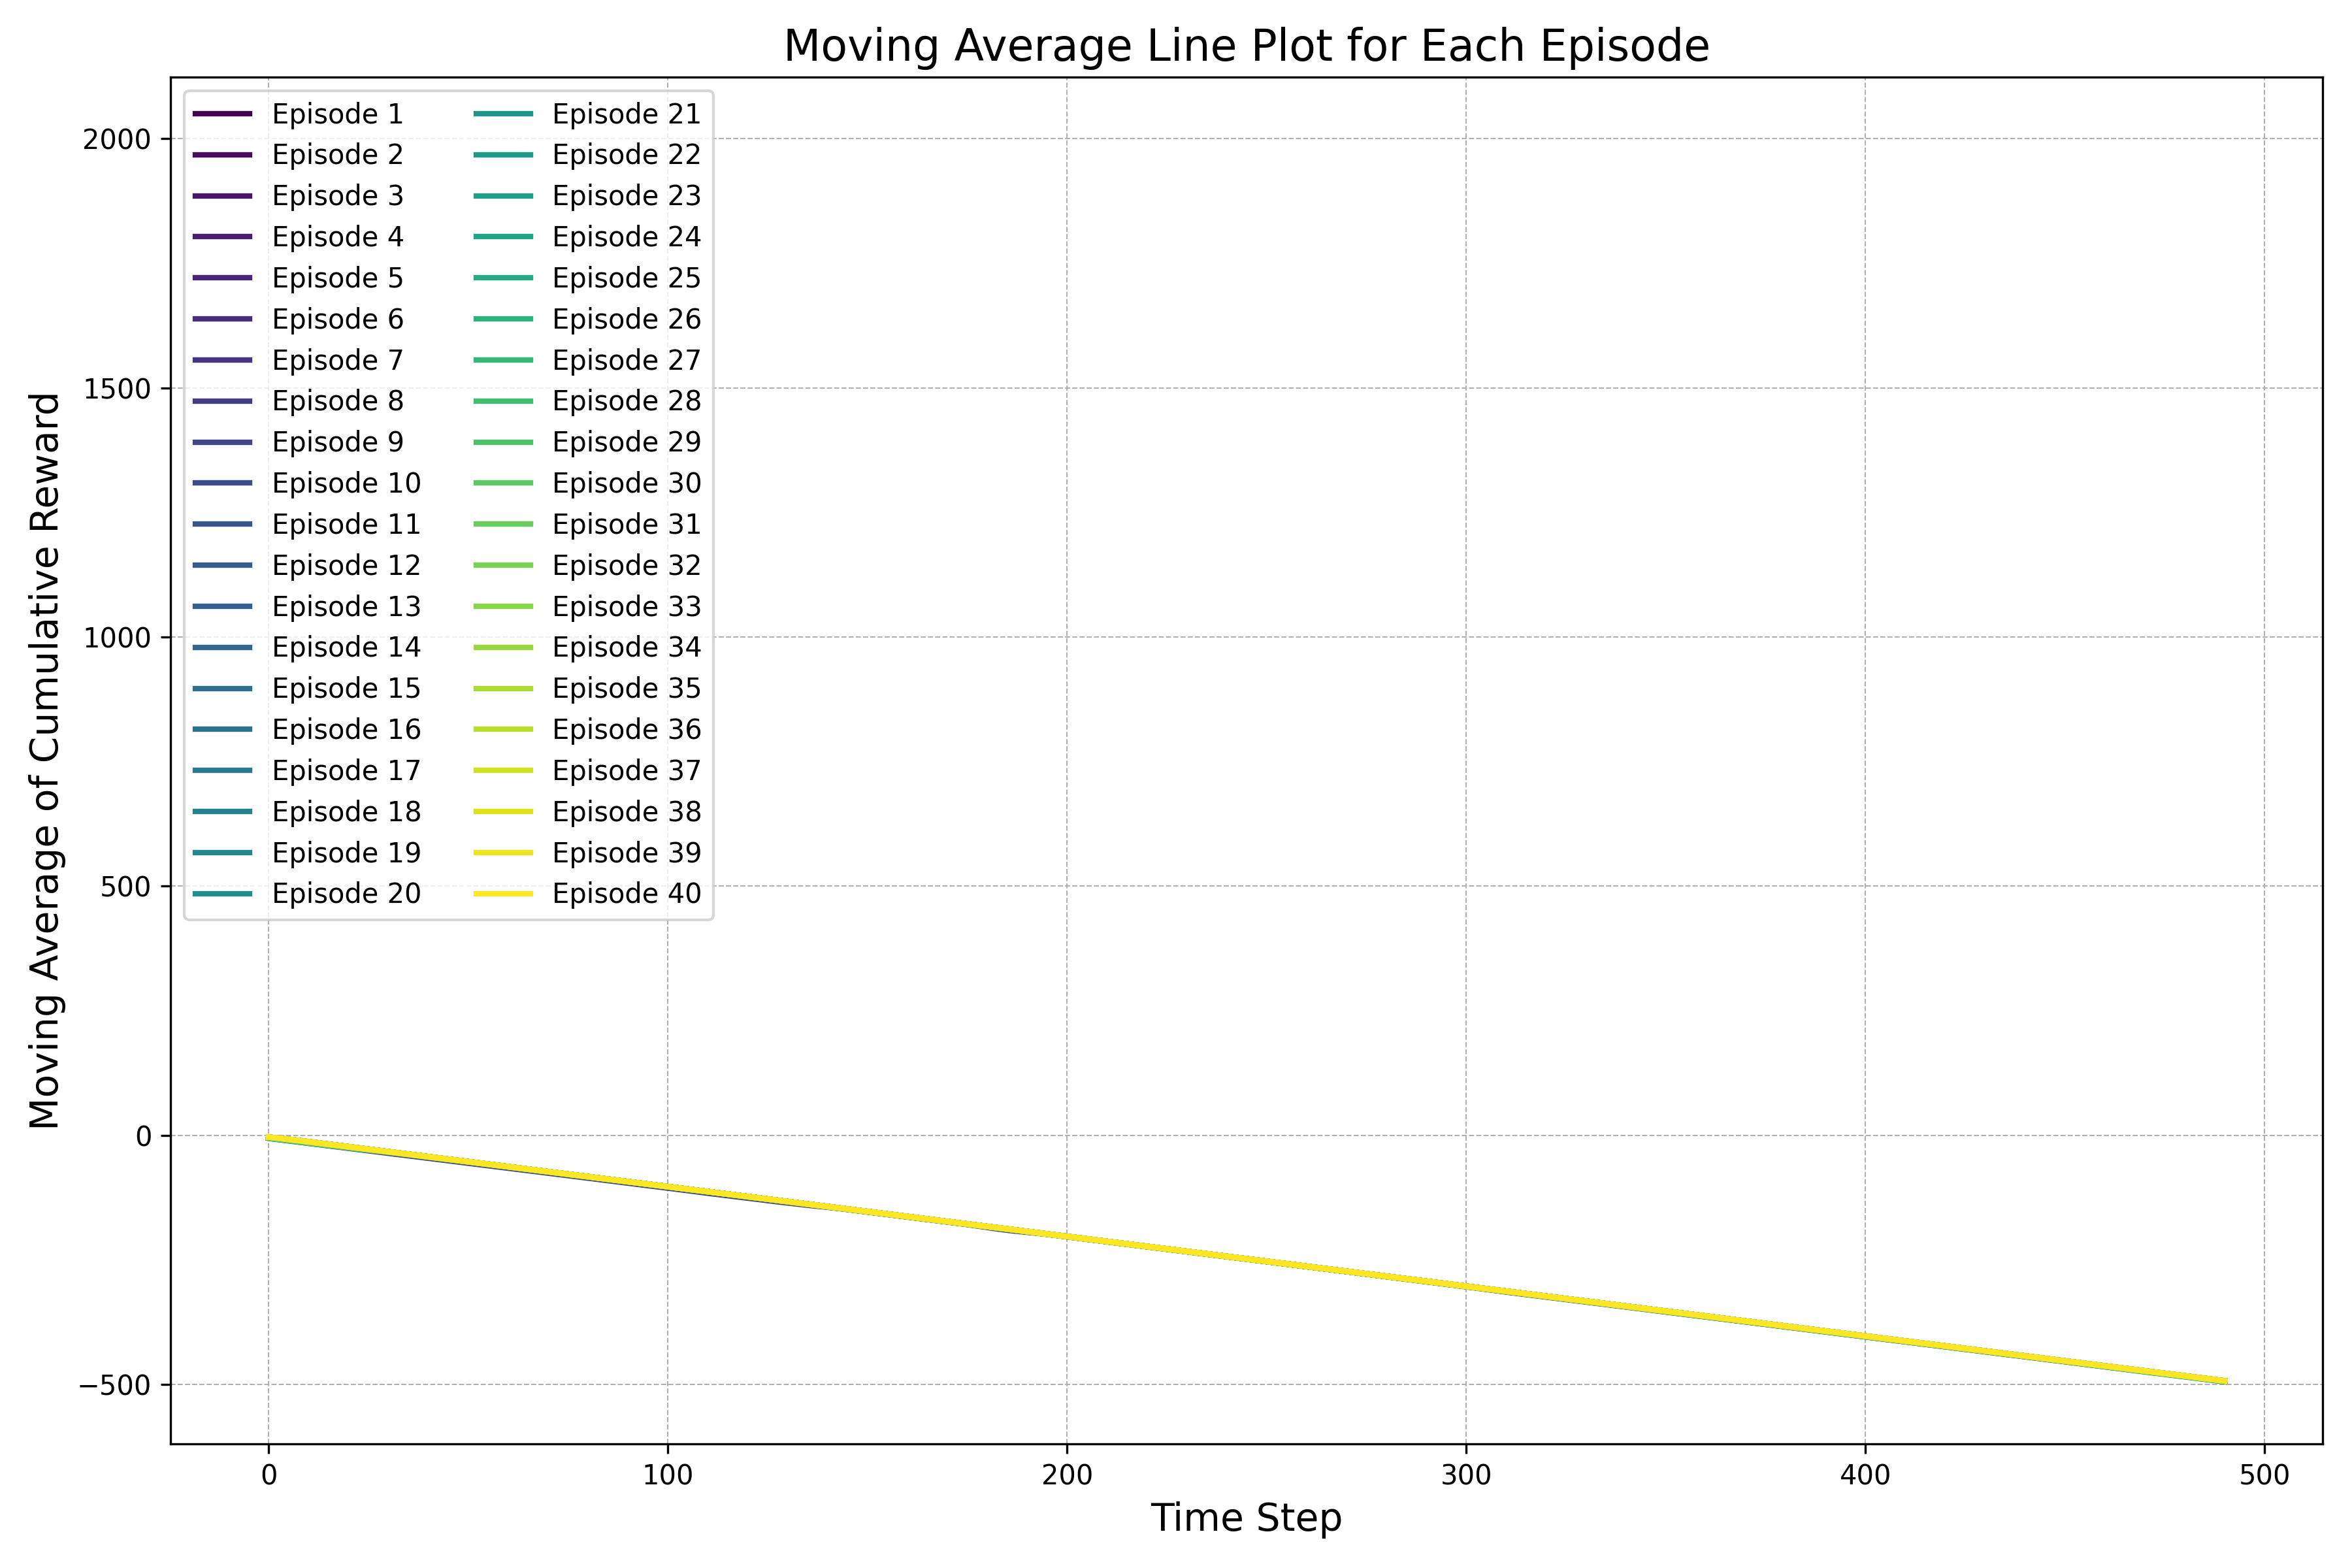 Moving Average Line Plot for Each Episode
Moving Average of Cumulative Reward
2000
1500
1000
500
0
−500
Episode 1
Episode 2
Episode 3
Episode 4
Episode 5
Episode 6
Episode 7
Episode 8
Episode 9
Episode 10
Episode 11
Episode 12
Episode 13
Episode 14
Episode 15
Episode 16
Episode 17
Episode 18
Episode 19
Episode 20
Episode 21
Episode 22
Episode 23
Episode 24
Episode 25
Episode 26
Episode 27
Episode 28
Episode 29
Episode 30
Episode 31
Episode 32
Episode 33
Episode 34
Episode 35
Episode 36
Episode 37
Episode 38
Episode 39
Episode 40
0 100 200 300 400 500
Time Step